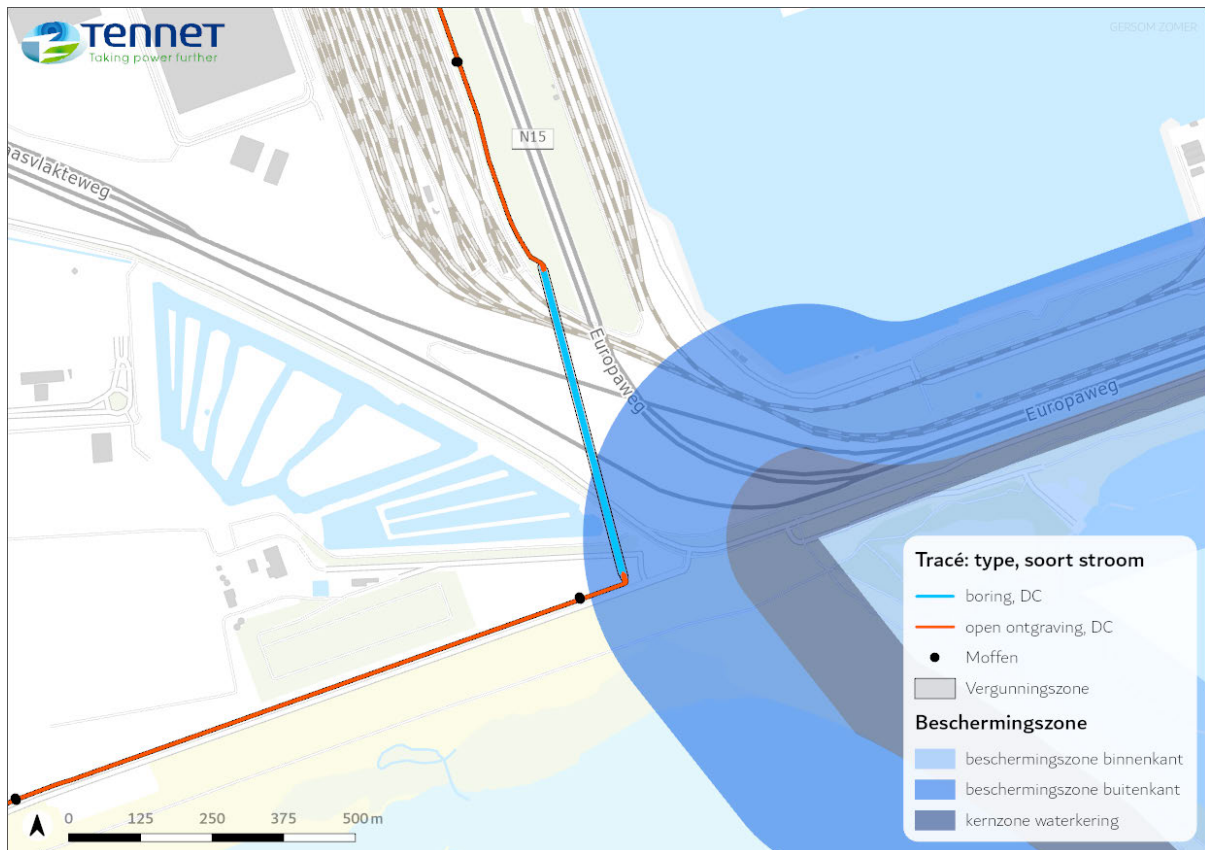 TENNET
Taking power further
GERSOM ZOMER
N15
aasvlakteweg
Europaweg
Europaweg
Tracé: type, soort stroom
boring, DC
open ontgraving, DC
Moffen
Vergunningszone
Beschermingszone
beschermingszone binnenkant
beschermingszone buitenkant
kernzone waterkering
0 125 250 375 500 m